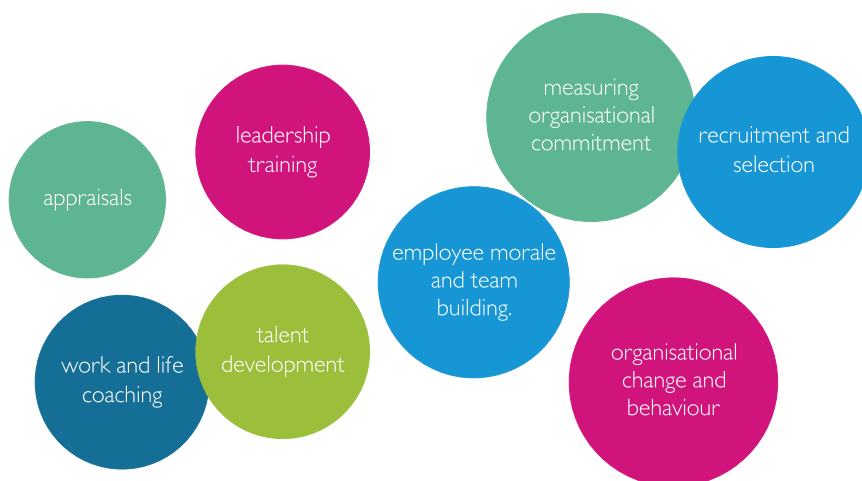 appraisals
leadership
training
measuring
organisational
commitment
recruitment and
selection
employee morale
and team
building.
work and life
coaching
talent
development
organisational
change and
behaviour